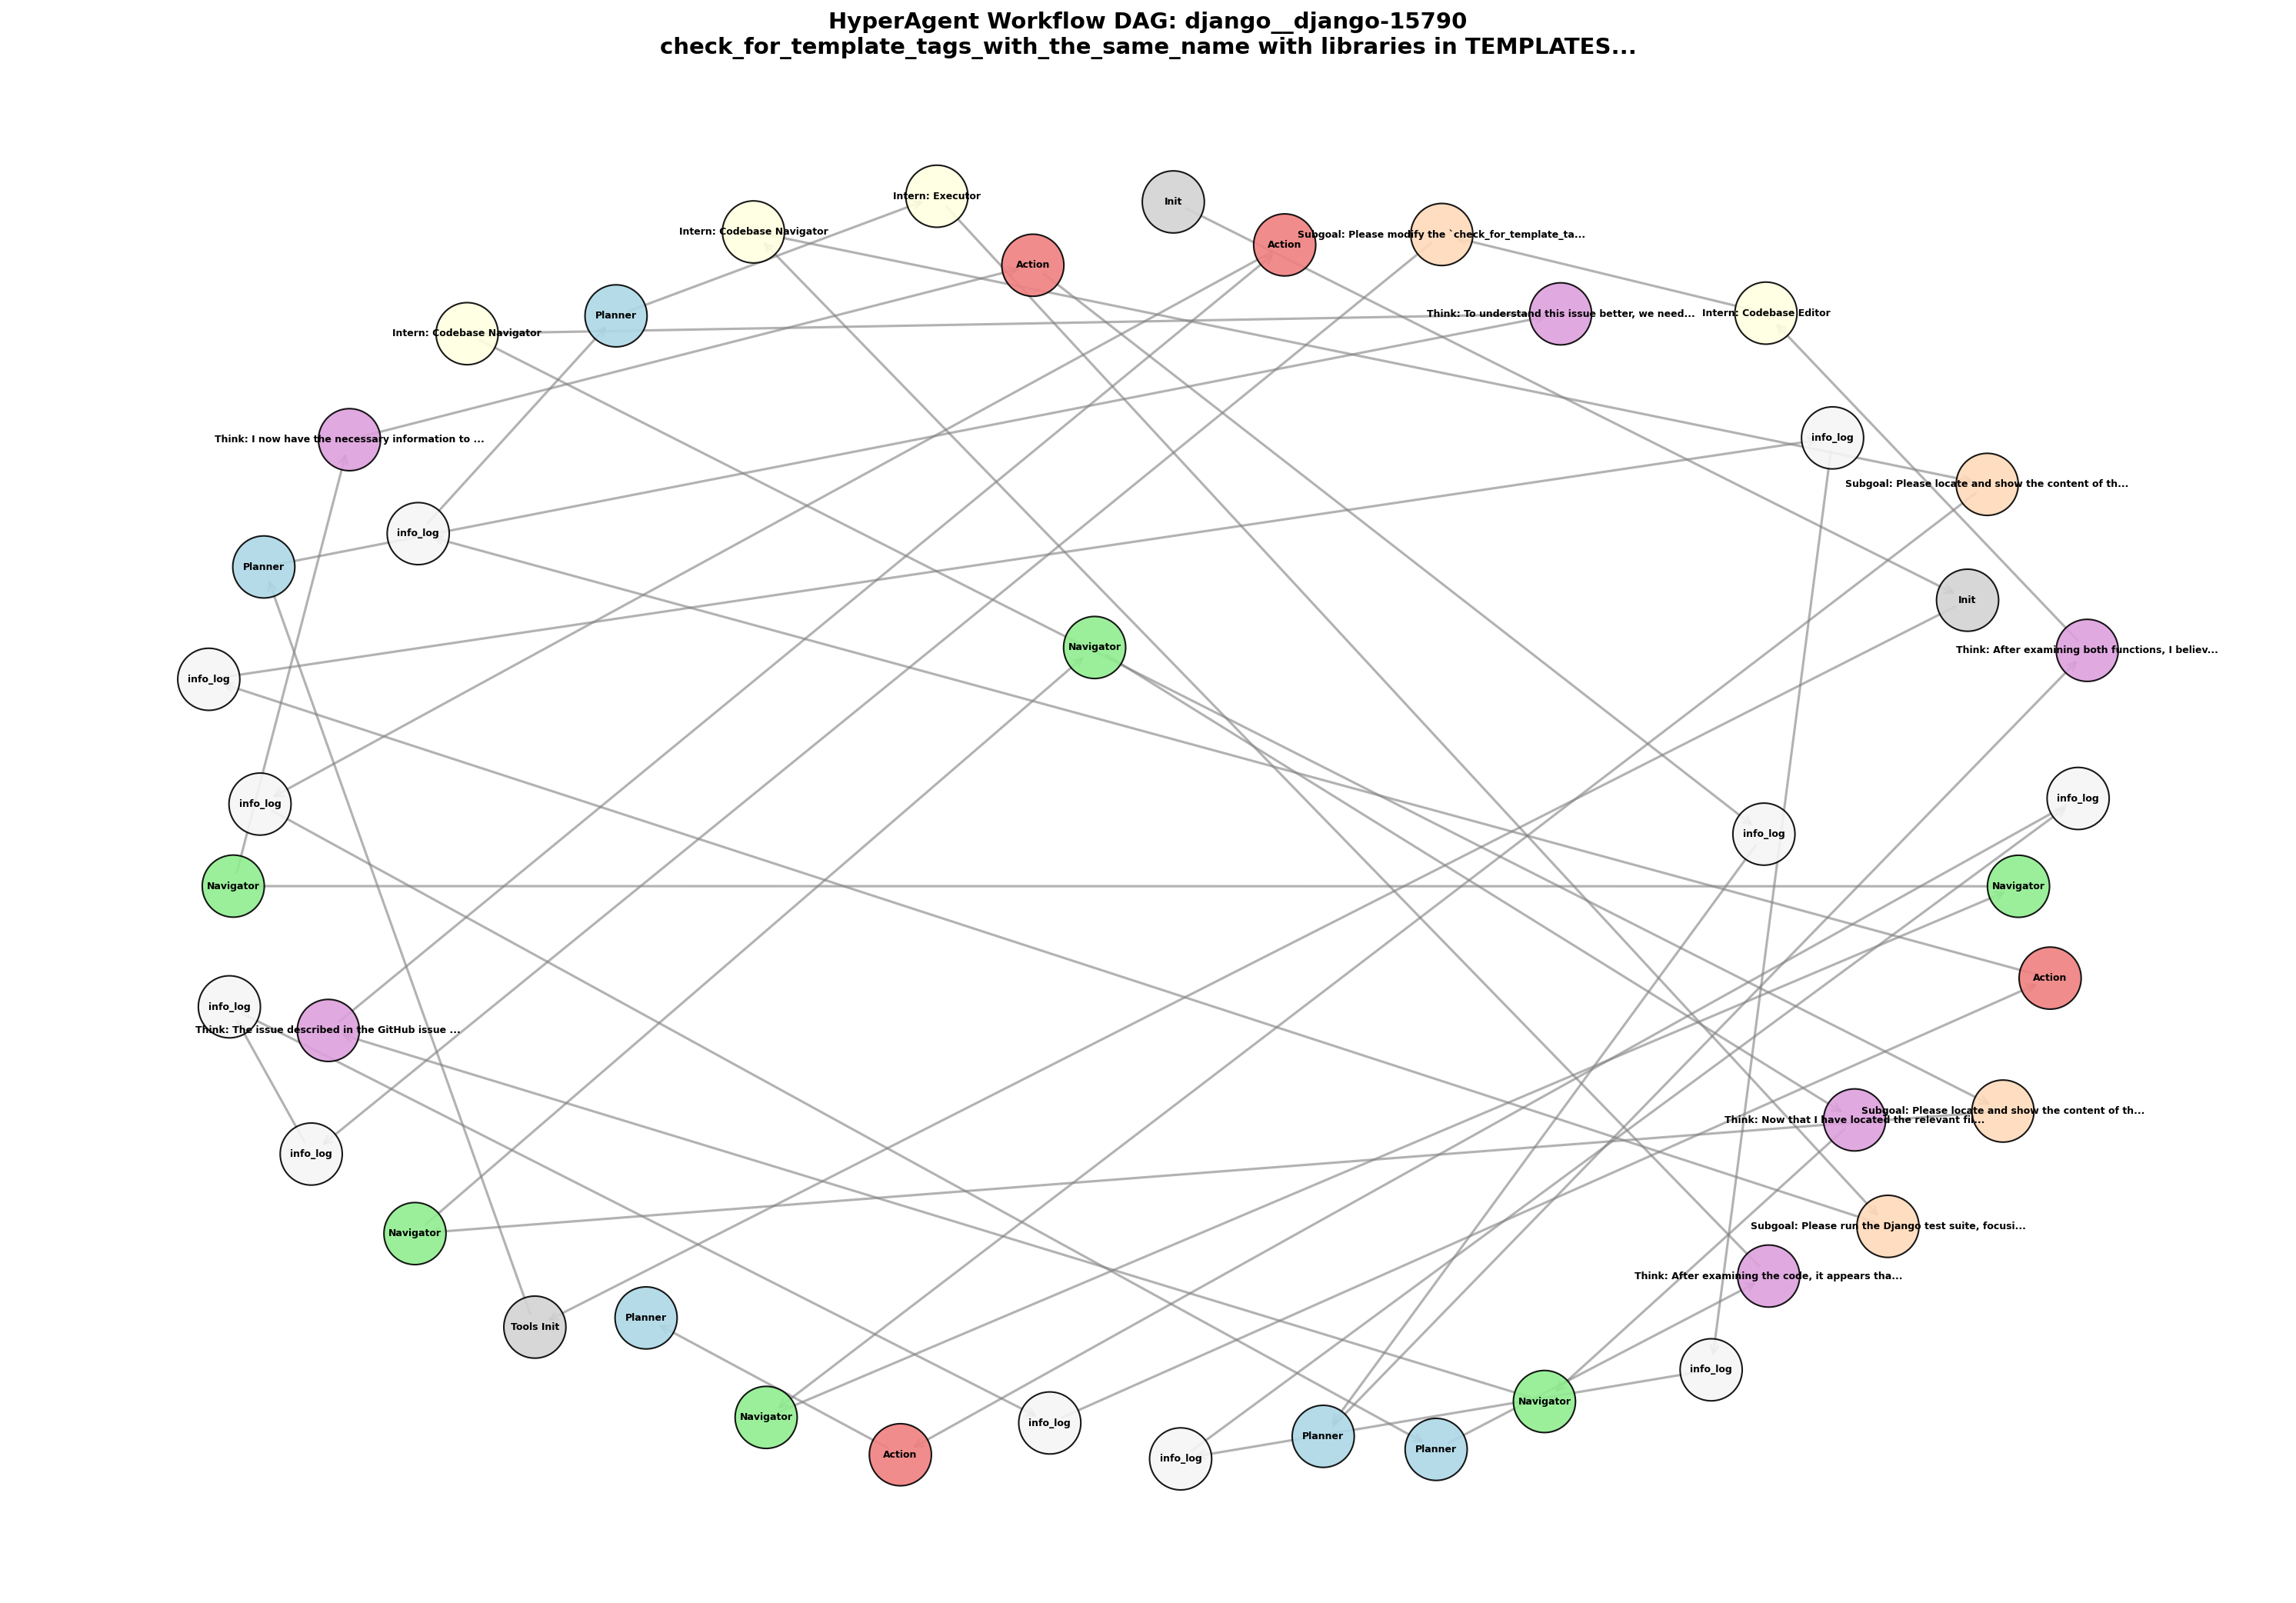 HyperAgent Workflow DAG: django__django-15790
check_for_template_tags_with_the_same_name with libraries in TEMPLATES...
Intern: Executor
Init
Intern: Codebase Navigator
Subgoal: Please modify the `check_for_template_ta...
Action
Action
Think: To understand this issue better, we need...
Intern: Codebase Editor
Planner
Intern: Codebase Navigator
info_log
Think: I now have the necessary information to ...
Subgoal: Please locate and show the content of th...
info_log
Planner
Init
Navigator
Think: After examining both functions, I believ...
info_log
info_log
info_log
info_log
Navigator
Navigator
Action
info_log
Think: The issue described in the GitHub issue ...
Subgoal: Please locate and show the content of th...
Think: Now that I have located the relevant fil...
info_log
Subgoal: Please run the Django test suite, focusi...
Navigator
Think: After examining the code, it appears tha...
Planner
Tools Init
info_log
Navigator
Navigator
info_log
Planner
Planner
Action
info_log